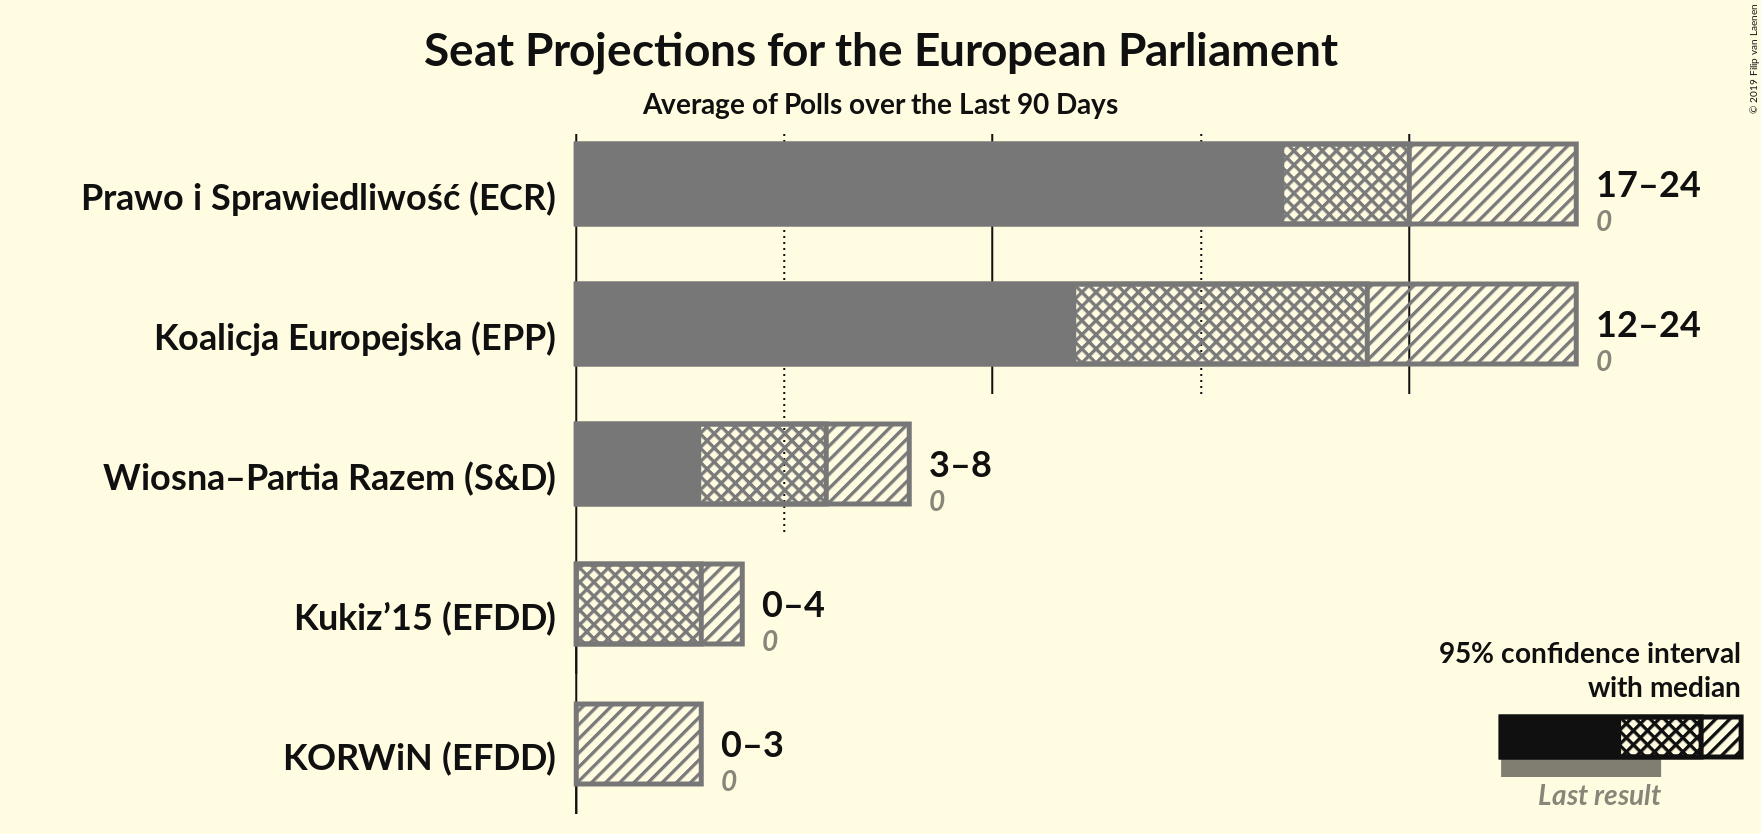 Seat Projections for the European Parliament
Average of Polls over the Last 90 Days
© 2019 Filip van Laenen
Prawo i Sprawiedliwość (ECR)
17–24
0
Koalicja Europejska (EPP)
12–24
0
Wiosna–Partia Razem (S&D)
3–8
0
Kukiz’15 (EFDD)
0–4
0
KORWiN (EFDD)
0–3
0
95% confidence interval
with median
Last result